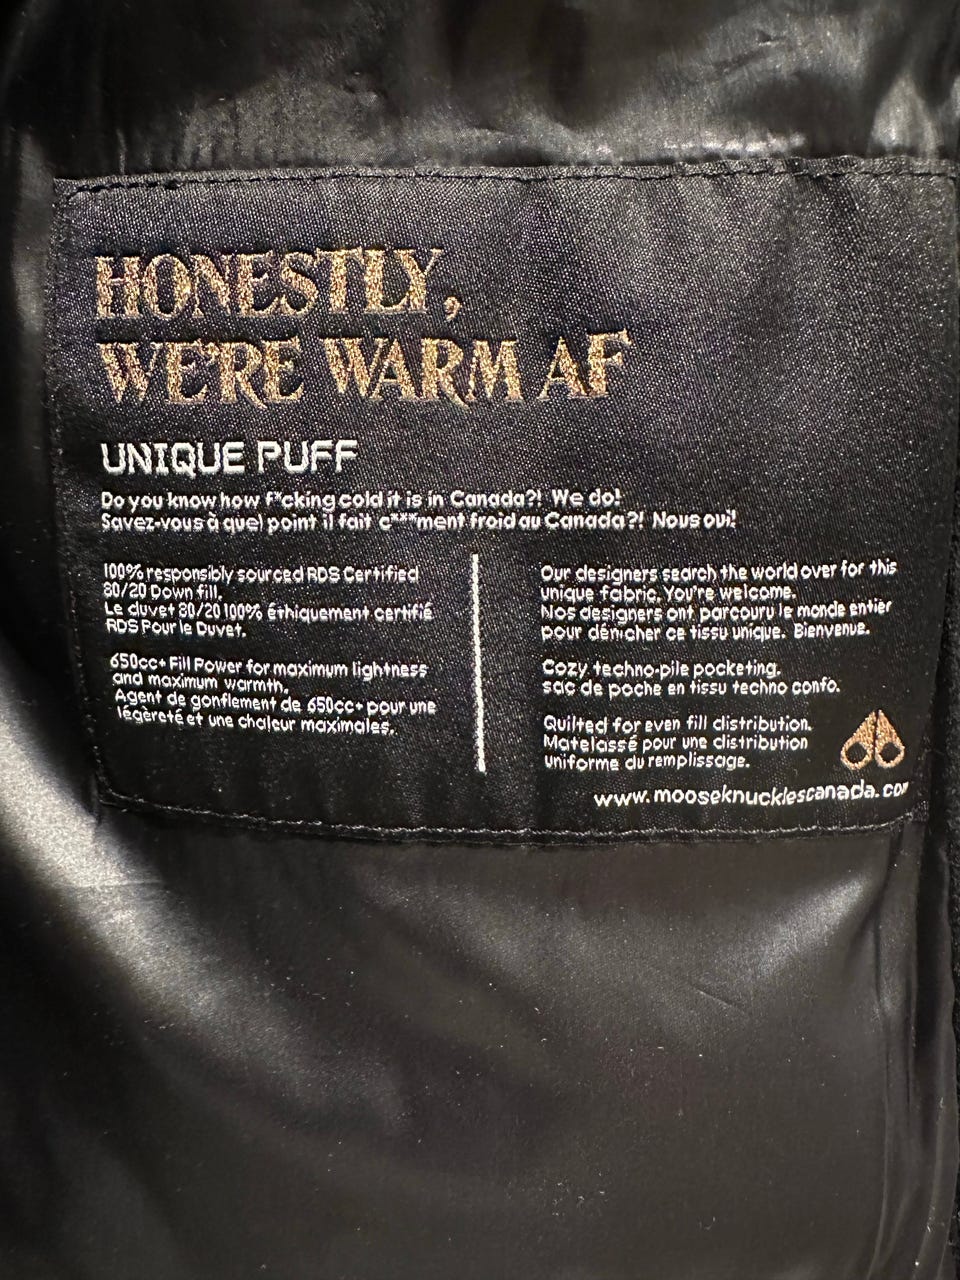 HONESTLY,
WE'RE WARM AF
UNIQUE PUFF
Do you know how f*cking cold it is in Canada?! We do!
Savez-vous à quel point il fait c***ment froid au Canada?! Nous oui!
100% responsibly sourced RDS Certified
80/20 Down fill.
Le duvet 80/20 100% éthiquement certifié
RDS Pour le Duvet.
650cc+ Fill Power for maximum lightness
and maximum warmth.
Agent de gonflement de 650cc+ pour une
légèreté et une chaleur maximales.
Our designers search the world over for this
unique fabric. You're welcome.
Nos designers ont parcouru le monde entier
pour dénicher ce tissu unique. Bienvenue.
Cozy techno-pile pocketing.
sac de poche en tissu techno confo.
Quilted for even fill distribution.
Matelassé pour une distribution
uniforme du remplissage.
www.mooseknucklescanada.com